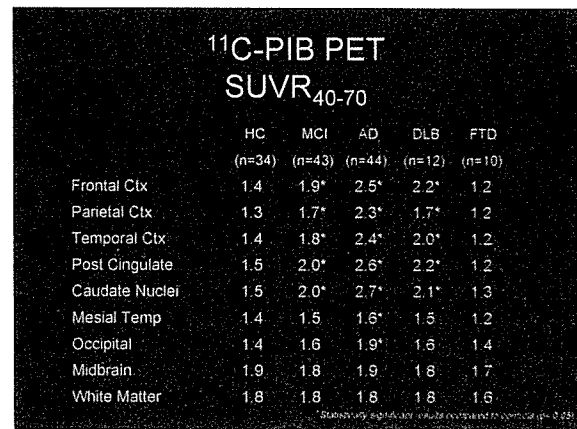 11C-PIB PET
SUVR40-70
HC MCI AD DLB FTD
(n=34) (n=43) (n=44) (n=12) (n=10)
Frontal Ctx 1.4 1.9* 2.5* 2.2* 1.2
Parietal Ctx 1.3 1.7* 2.3* 1.7* 1.2
Temporal Ctx 1.4 1.8* 2.4* 2.0* 1.2
Post Cingulate 1.5 2.0* 2.6* 2.2* 1.2
Caudate Nuclei 1.5 2.0* 2.7* 2.1* 1.3
Mesial Temp 1.4 1.5 1.6* 1.5 1.2
Occipital 1.4 1.6 1.9* 1.6 1.4
Midbrain 1.9 1.8 1.9 1.8 1.7
White Matter 1.8 1.8 1.8 1.8 1.6
*Statistically significant results compared to controls